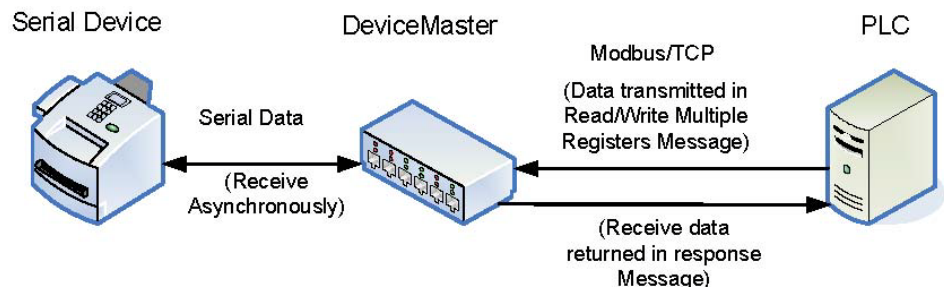 Serial Device
DeviceMaster
PLC
Modbus/TCP
(Data transmitted in
Read/Write Multiple
Registers Message)
Serial Data
(Receive
Asynchronously)
(Receive data
returned in response
Message)